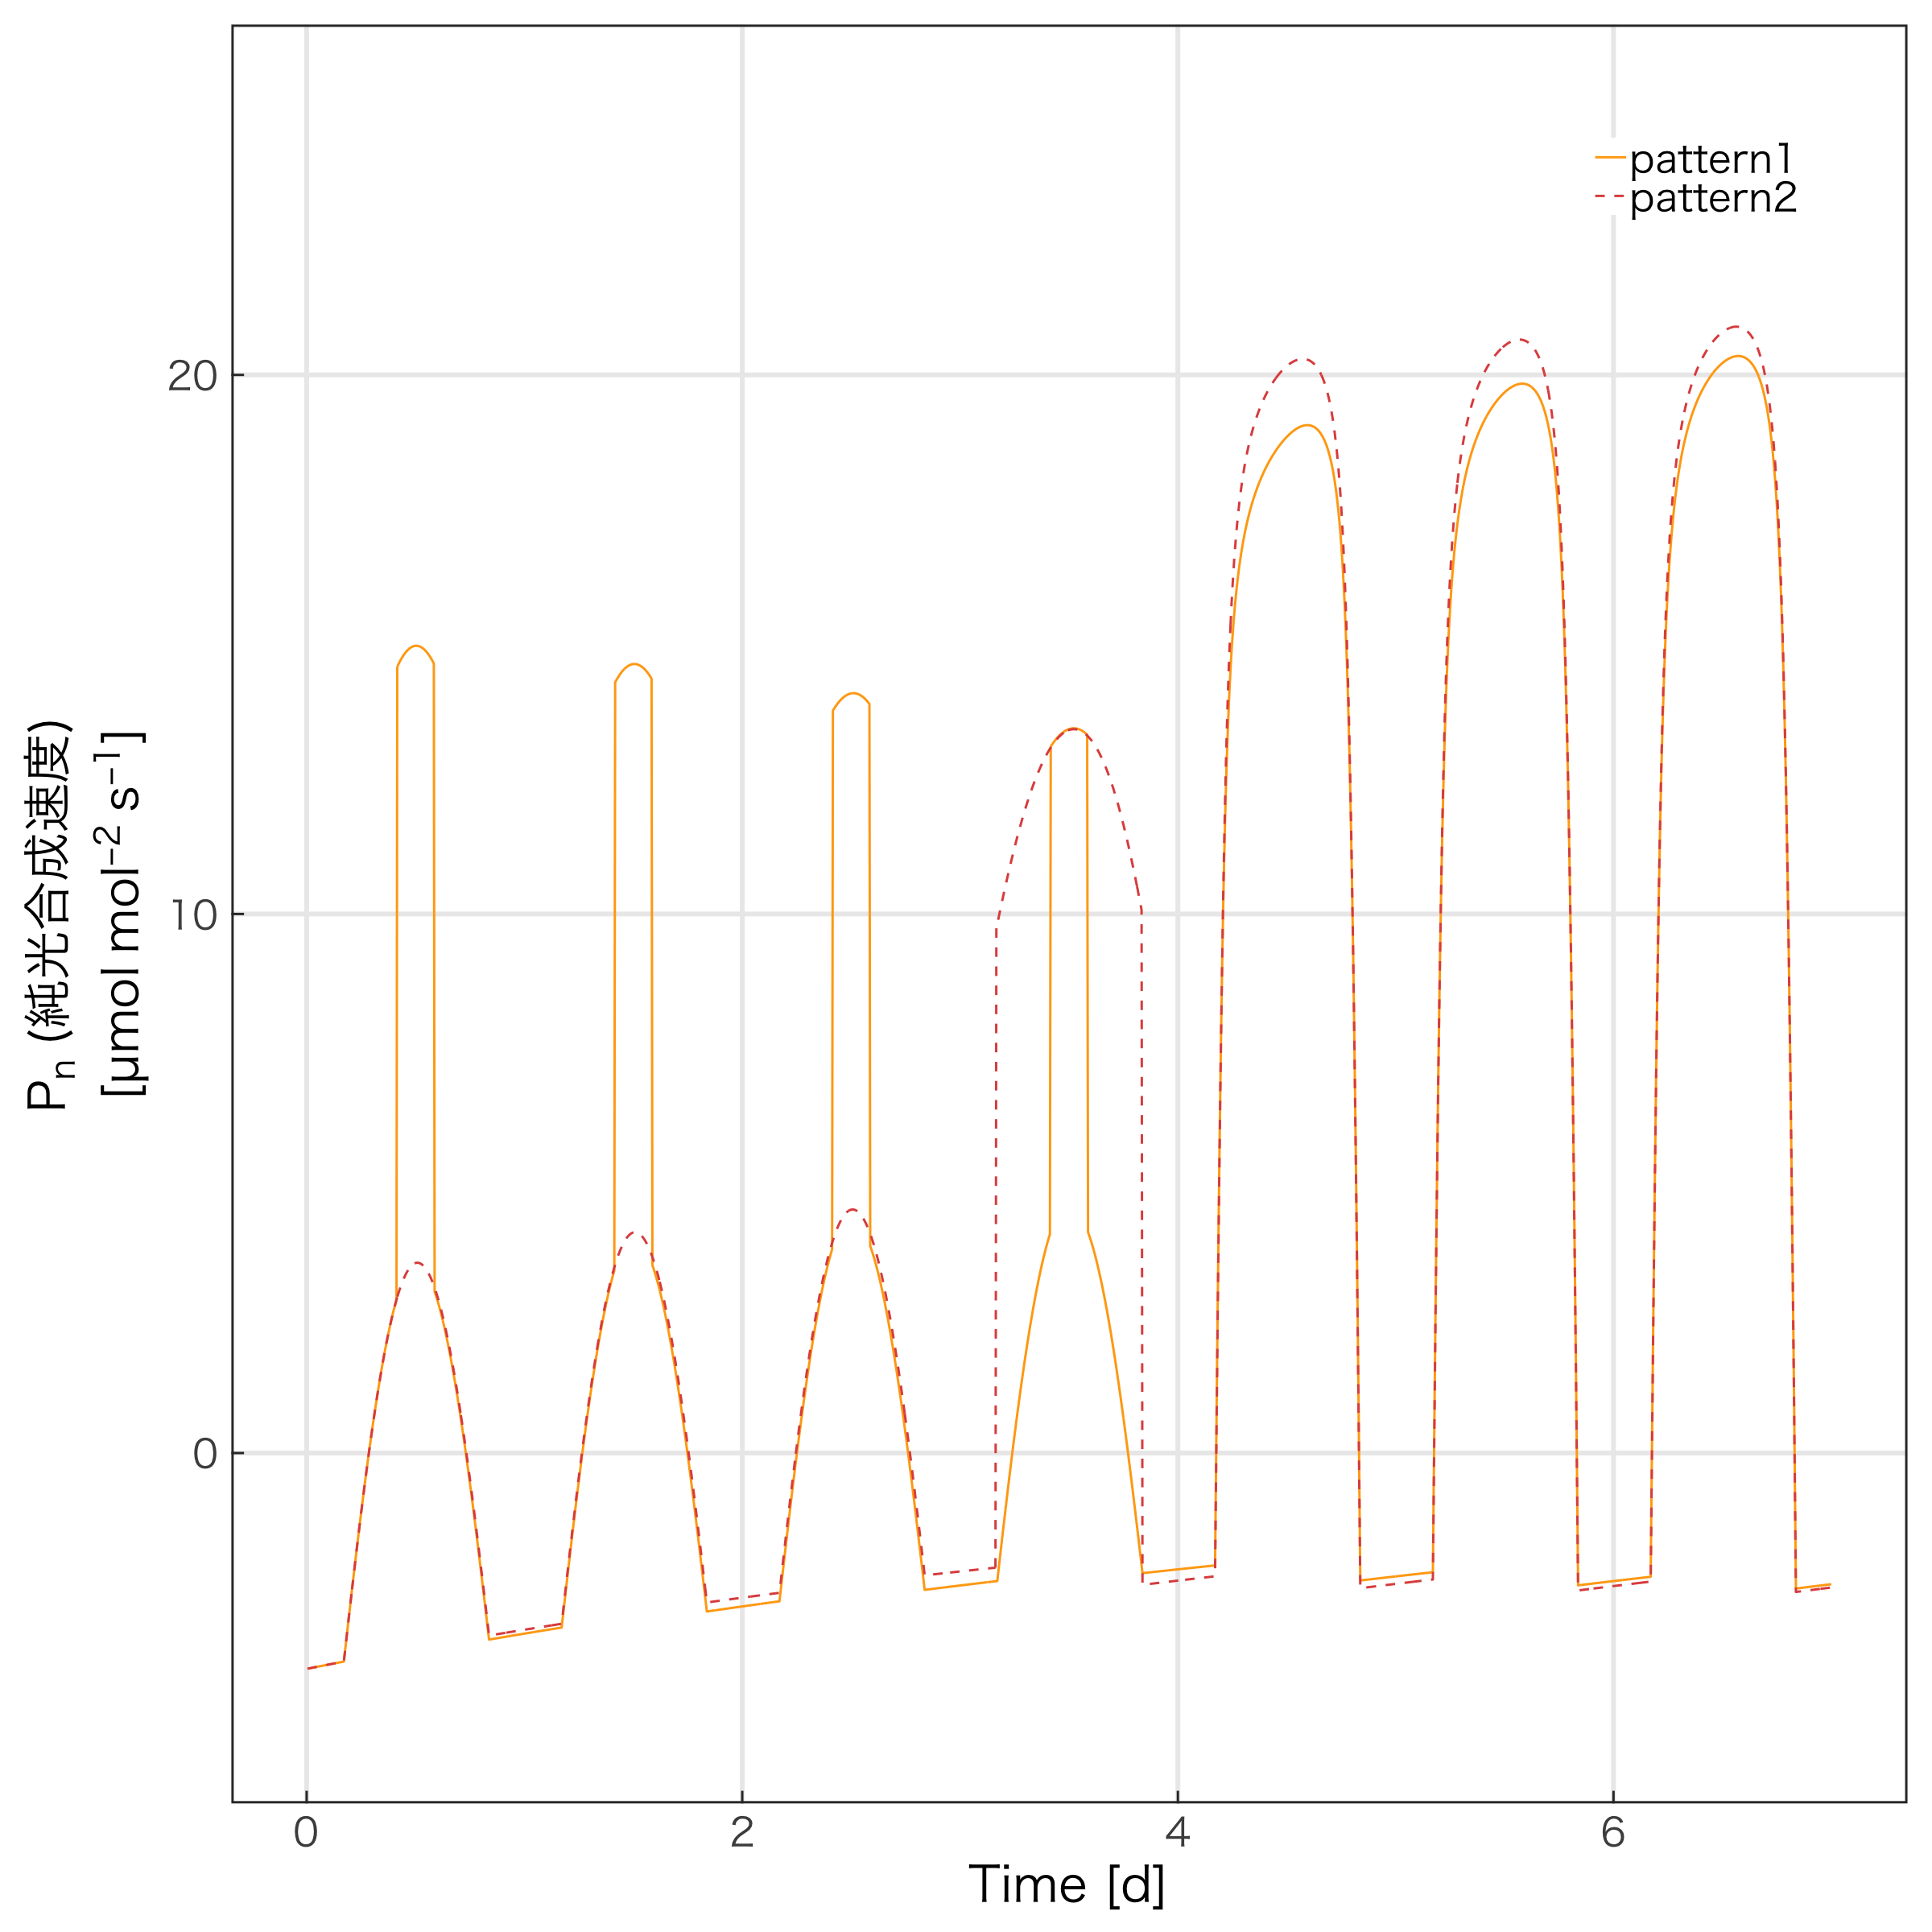 pattern1
pattern2
20
10
0
Pn (純光合成速度)
[µmol mol−2 s−1]
0
2
4
6
Time [d]